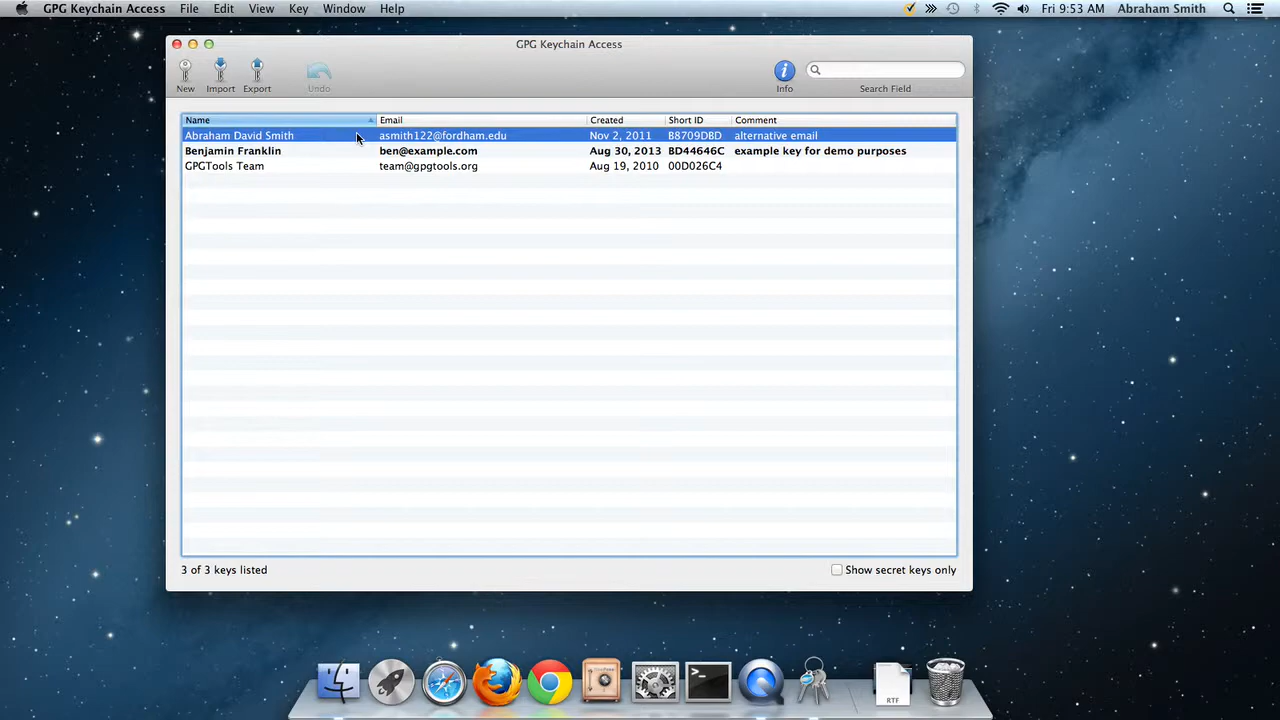 GPG Keychain Access File Edit View Key Window Help Fri 9:53 AM Abraham Smith
GPG Keychain Access
New Import Export Undo Info Search Field
Name Email Created Short ID Comment
Abraham David Smith asmith122@fordham.edu Nov 2, 2011 B8709DBD alternative email
Benjamin Franklin ben@example.com Aug 30, 2013 BD44646C example key for demo purposes
GPGTools Team team@gpgtools.org Aug 19, 2010 00D026C4
3 of 3 keys listed Show secret keys only
RTF